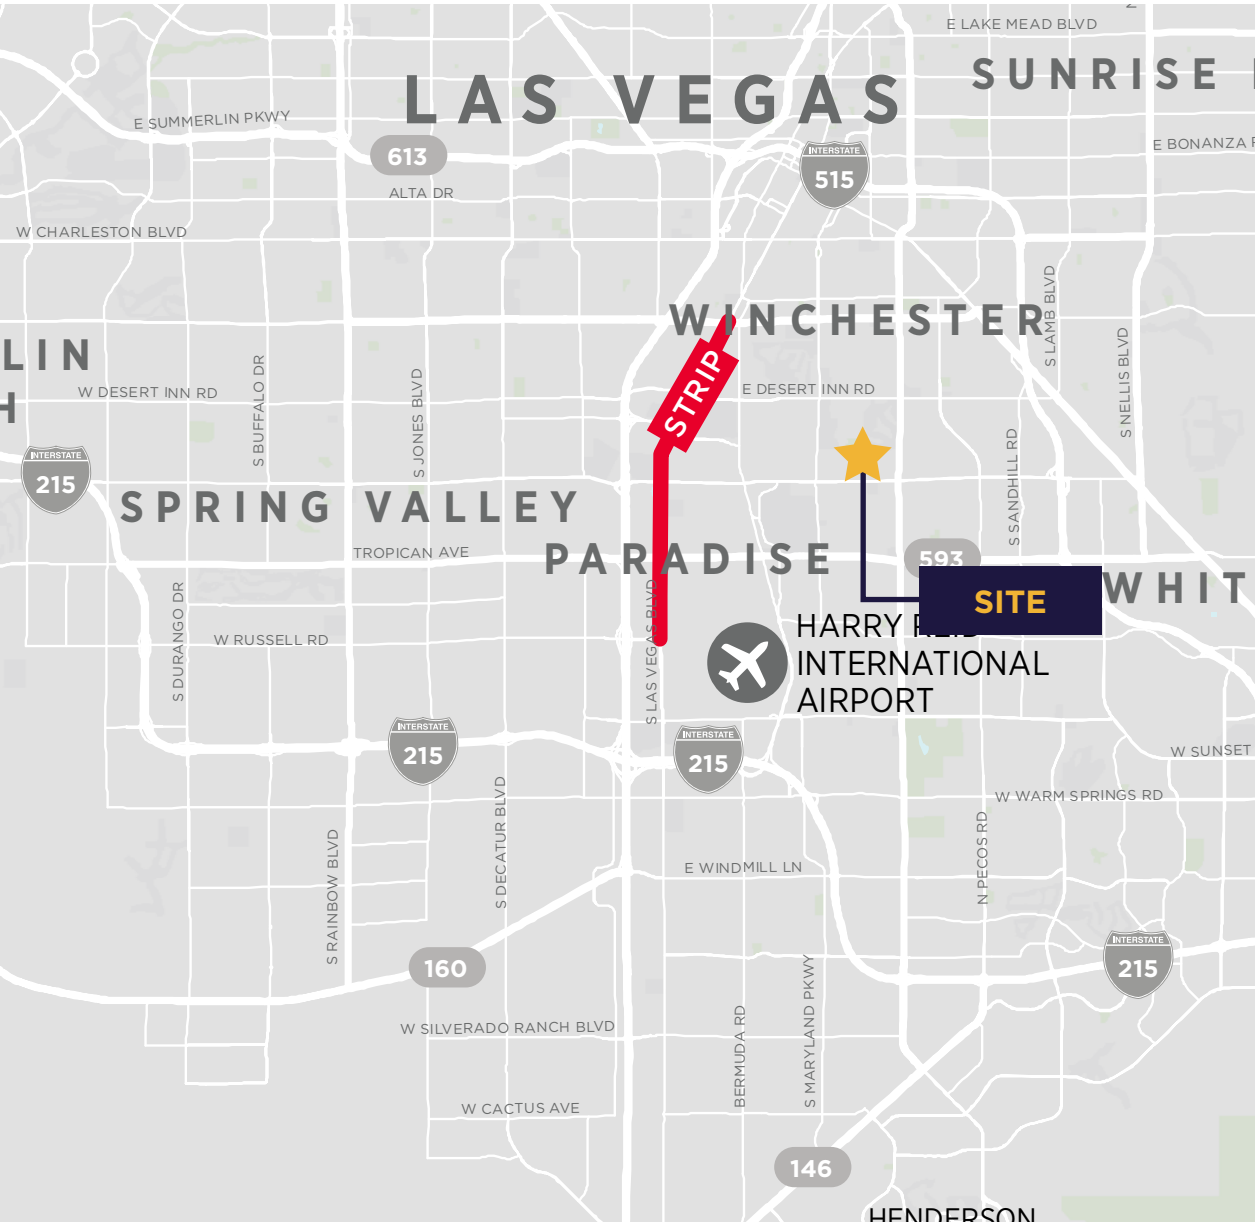 E LAKE MEAD BLVD
SUNRISE
LAS VEGAS
E SUMMERLIN PKWY
613
INTERSTATE
515
E BONANZA
ALTA DR
W CHARLESTON BLVD
WINCHESTER
S LAMB BLVD
S NELLIS BLVD
LIN
H
STRIP
W DESERT INN RD
S BUFFALO DR
S JONES BLVD
E DESERT INN RD
S SANDHILL RD
INTERSTATE
215
SPRING VALLEY
TROPICAN AVE
PARADISE
593
SITE
WHIT
S DURANGO DR
W RUSSELL RD
S LAS VEGAS BLVD
HARRY REID
INTERNATIONAL
AIRPORT
INTERSTATE
215
INTERSTATE
215
W SUNSET
S DECATUR BLVD
W WARM SPRINGS RD
S RAINBOW BLVD
E WINDMILL LN
N PECOS RD
160
INTERSTATE
215
W SILVERADO RANCH BLVD
BERMUDA RD
S MARYLAND PKWY
W CACTUS AVE
146
HENDERSON